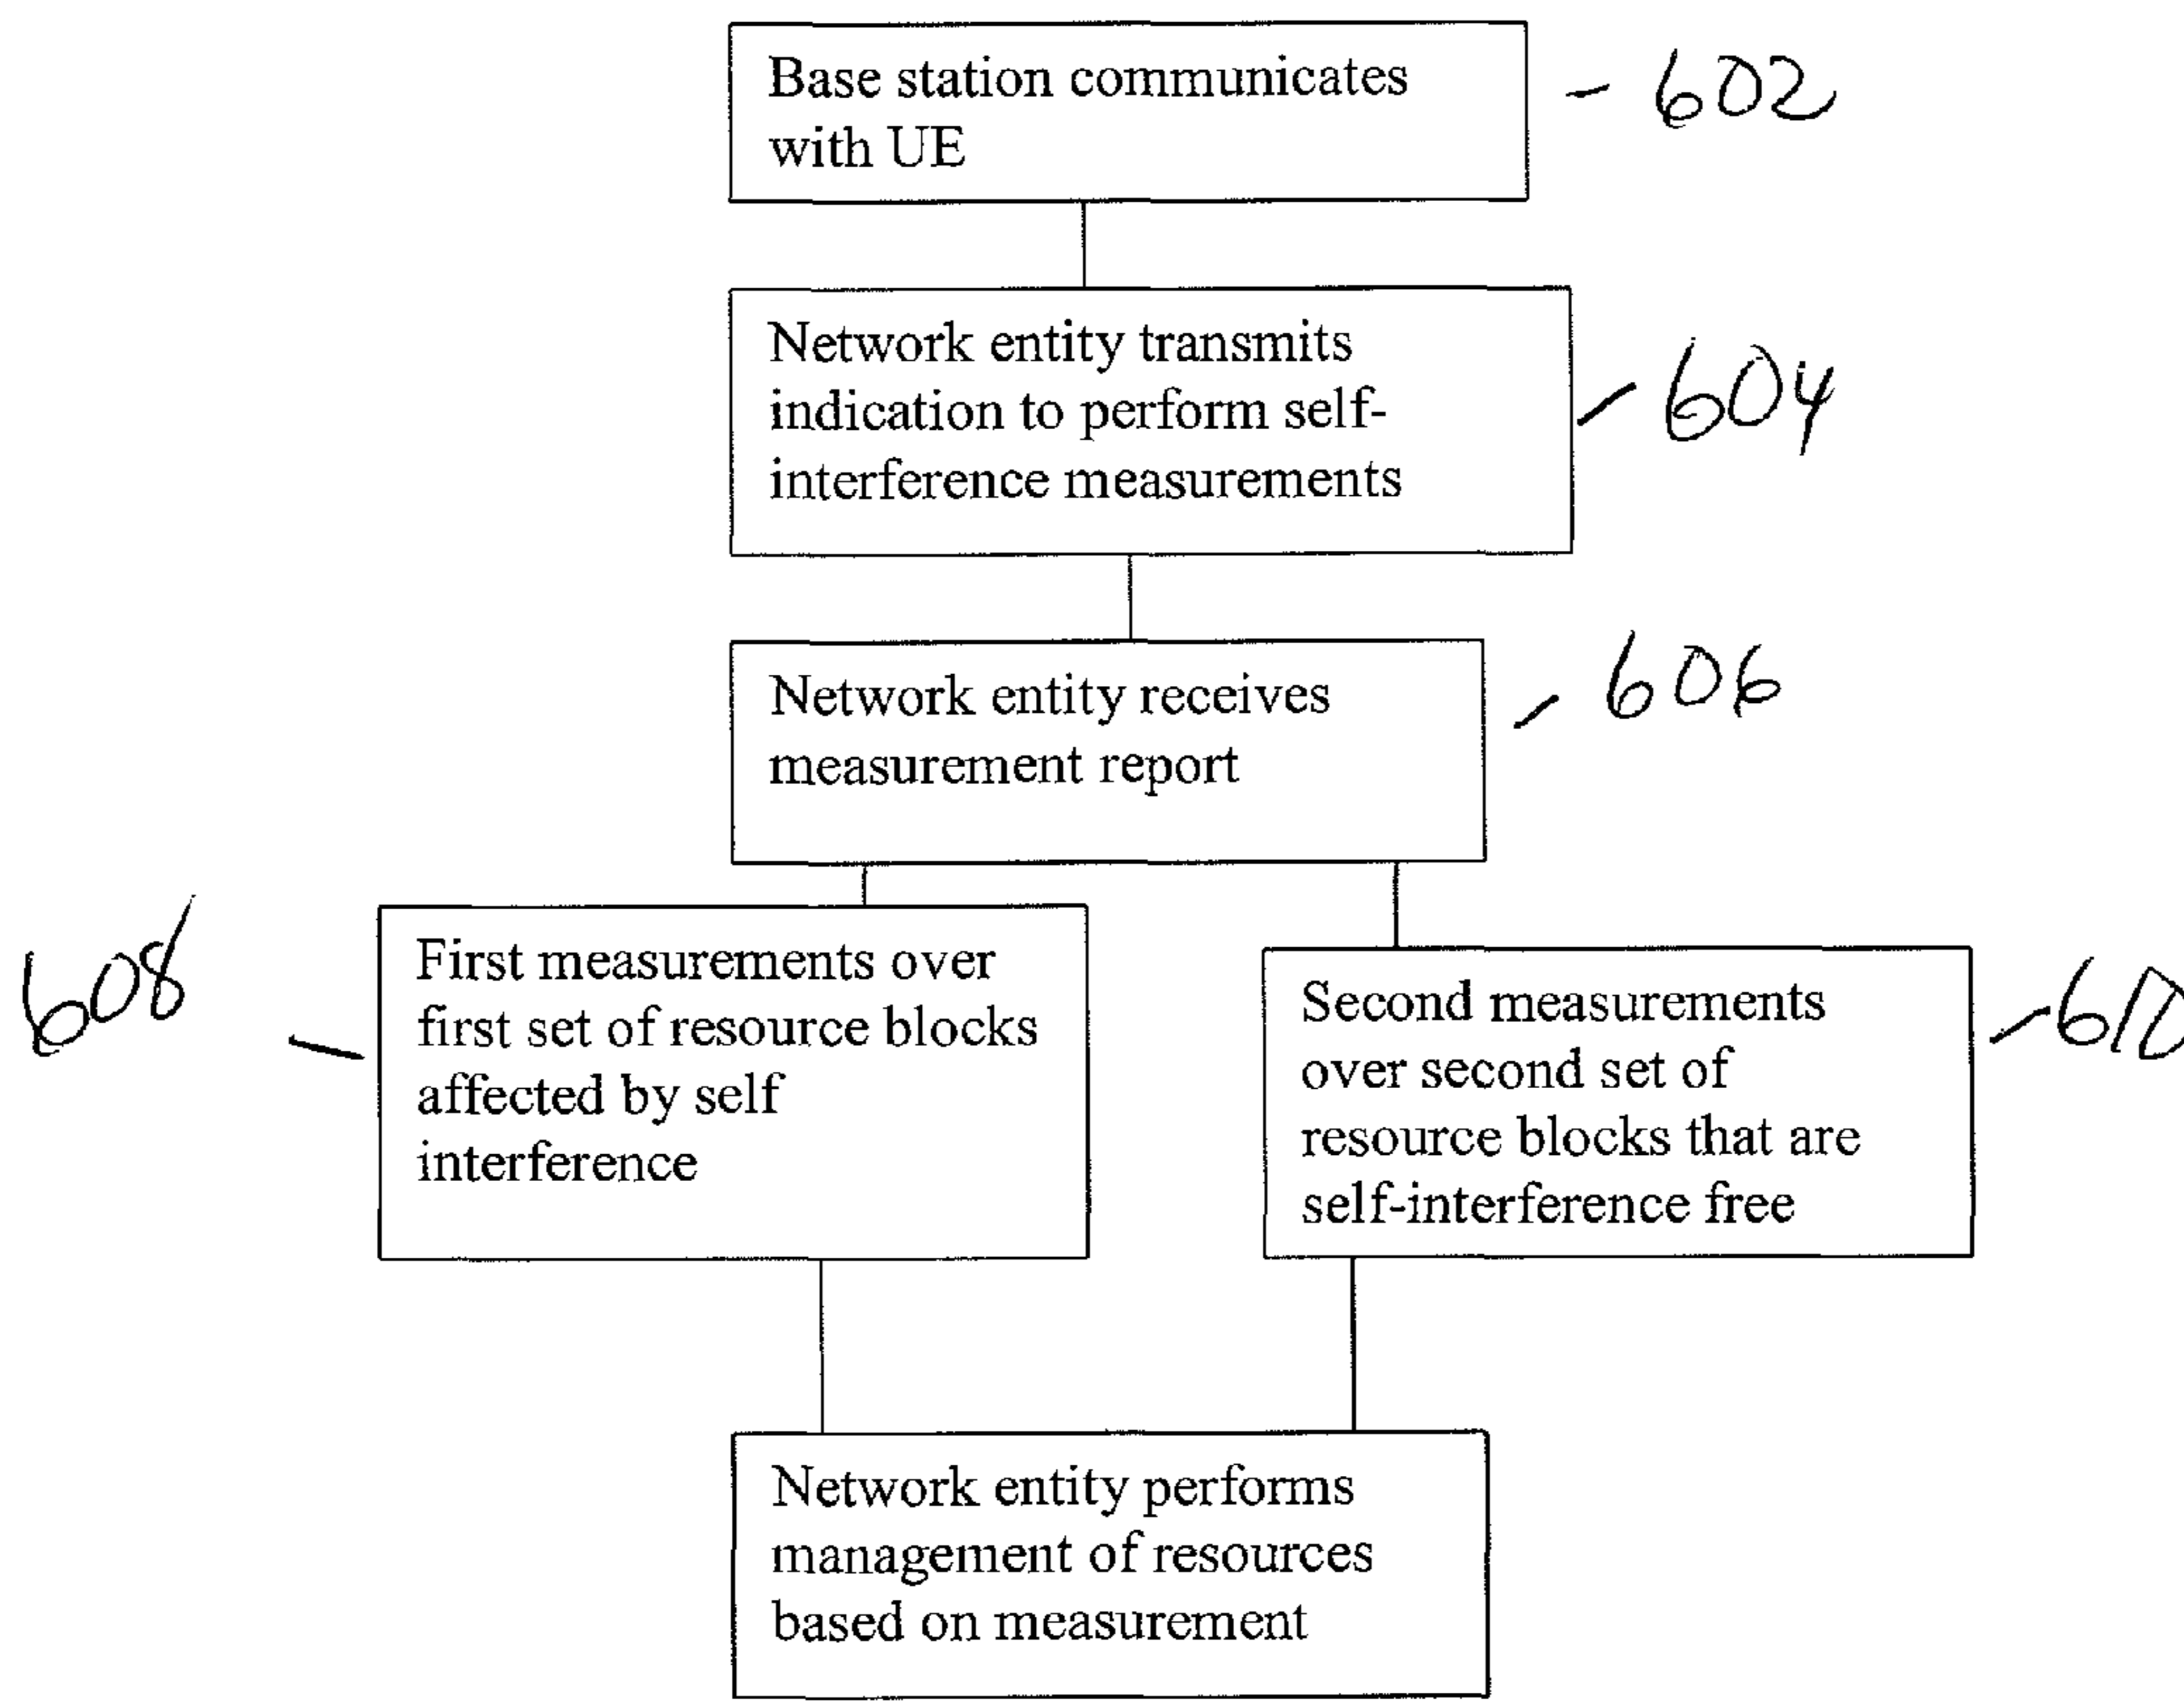 Base station communicates
with UE
- 602
Network entity transmits
indication to perform self-
interference measurements
- 604
Network entity receives
measurement report
- 606
608 -
First measurements over
first set of resource blocks
affected by self
interference
Second measurements
over second set of
resource blocks that are
self-interference free
Network entity performs
management of resources
based on measurement